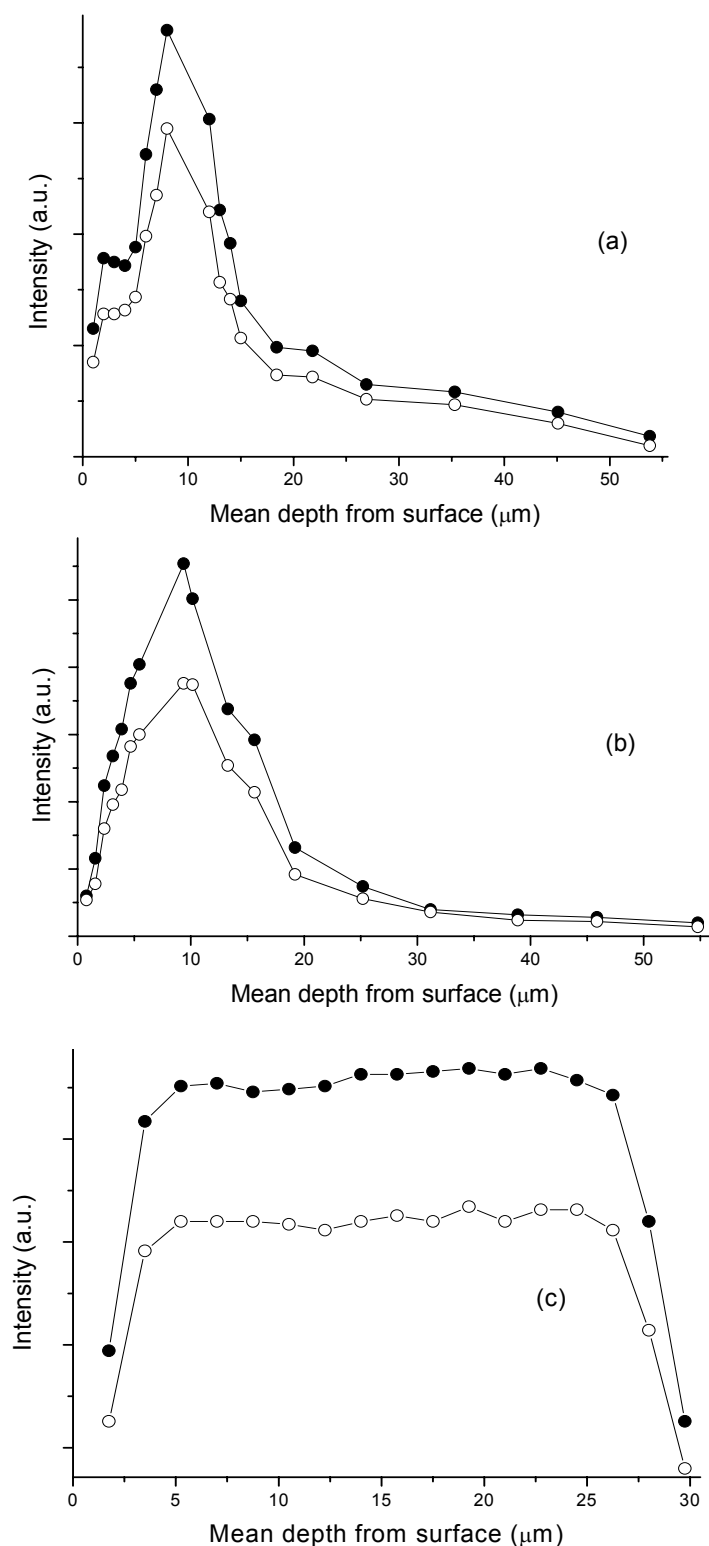 Intensity (a.u.)
(a)
0 10 20 30 40 50
Mean depth from surface (μm)
Intensity (a.u.)
(b)
0 10 20 30 40 50
Mean depth from surface (μm)
Intensity (a.u.)
(c)
0 5 10 15 20 25 30
Mean depth from surface (μm)